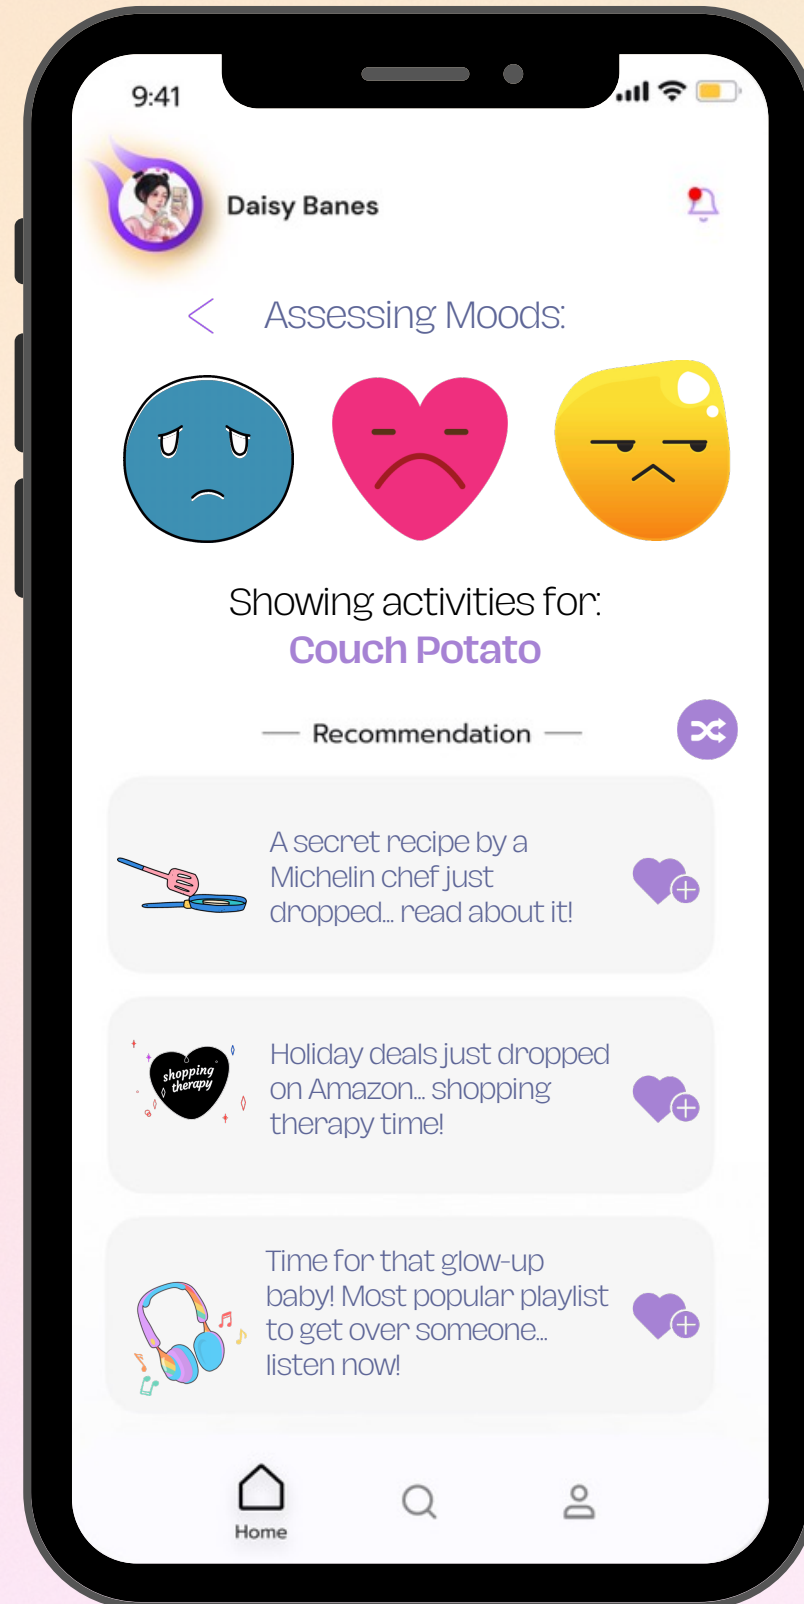 9:41
Daisy Banes
Assessing Moods:
Showing activities for:
Couch Potato
Recommendation
A secret recipe by a
Michelin chef just
dropped... read about it!
shopping
therapy
Holiday deals just dropped
on Amazon... shopping
therapy time!
Time for that glow-up
baby! Most popular playlist
to get over someone...
listen now!
Home